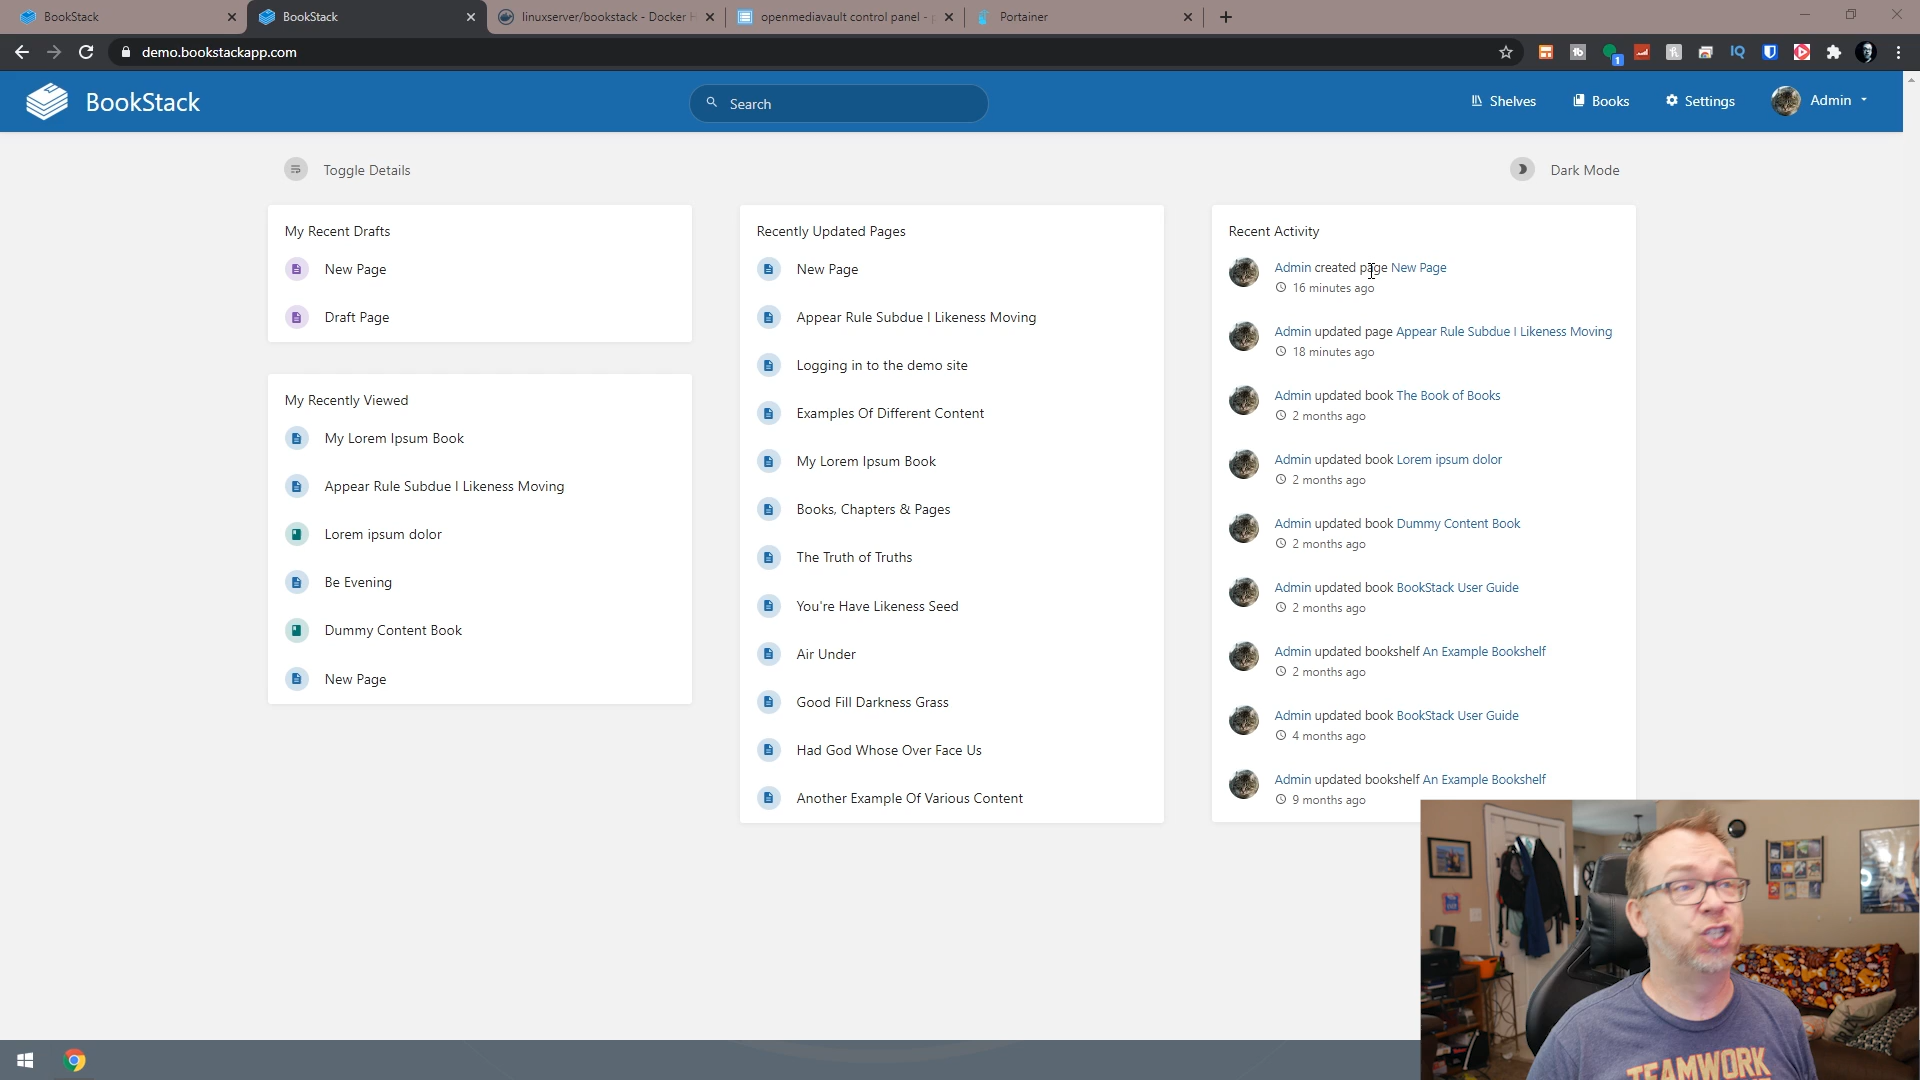 BookStack
BookStack
linuxserver/bookstack - Docker H
openmediavault control panel - p
Portainer
demo.bookstackapp.com
1
BookStack
Search
Shelves
Books
Settings
Admin
Toggle Details
Dark Mode
My Recent Drafts
New Page
Draft Page
My Recently Viewed
My Lorem Ipsum Book
Appear Rule Subdue I Likeness Moving
Lorem ipsum dolor
Be Evening
Dummy Content Book
New Page
Recently Updated Pages
New Page
Appear Rule Subdue I Likeness Moving
Logging in to the demo site
Examples Of Different Content
My Lorem Ipsum Book
Books, Chapters & Pages
The Truth of Truths
You're Have Likeness Seed
Air Under
Good Fill Darkness Grass
Had God Whose Over Face Us
Another Example Of Various Content
Recent Activity
Admin created page New Page
16 minutes ago
Admin updated page Appear Rule Subdue I Likeness Moving
18 minutes ago
Admin updated book The Book of Books
2 months ago
Admin updated book Lorem ipsum dolor
2 months ago
Admin updated book Dummy Content Book
2 months ago
Admin updated book BookStack User Guide
2 months ago
Admin updated bookshelf An Example Bookshelf
2 months ago
Admin updated book BookStack User Guide
4 months ago
Admin updated bookshelf An Example Bookshelf
9 months ago
TEAMWORK